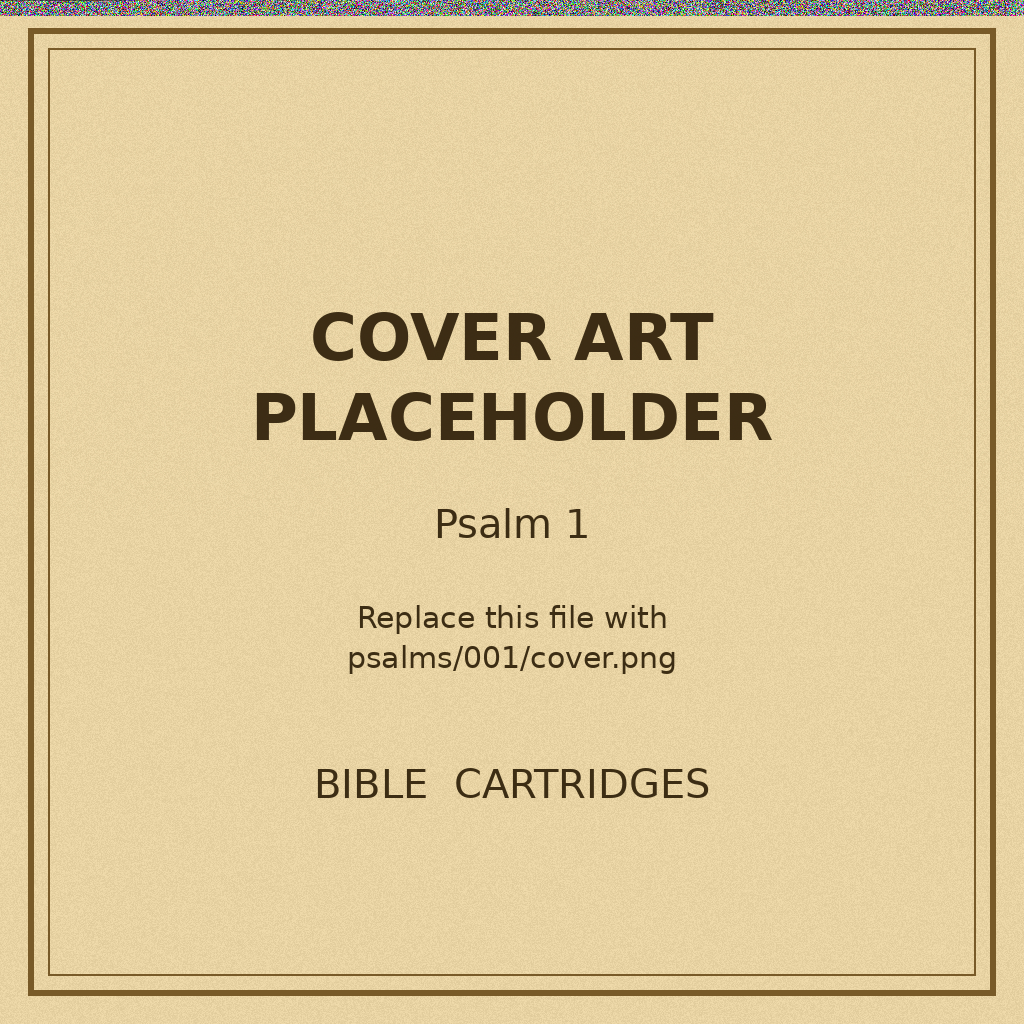 COVER ART
PLACEHOLDER
Psalm 1
Replace this file with
psalms/001/cover.png
BIBLE CARTRIDGES